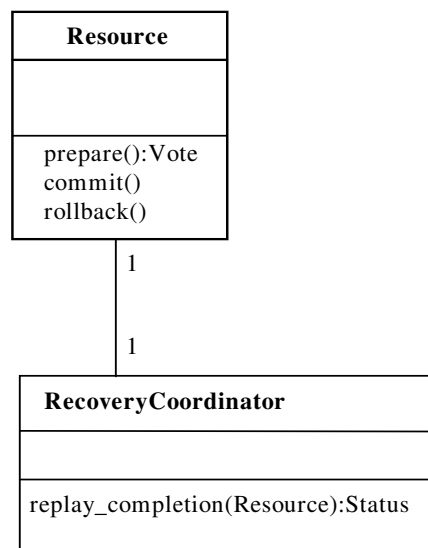 Resource
prepare():Vote
commit()
rollback()
1
1
RecoveryCoordinator
replay_completion(Resource):Status